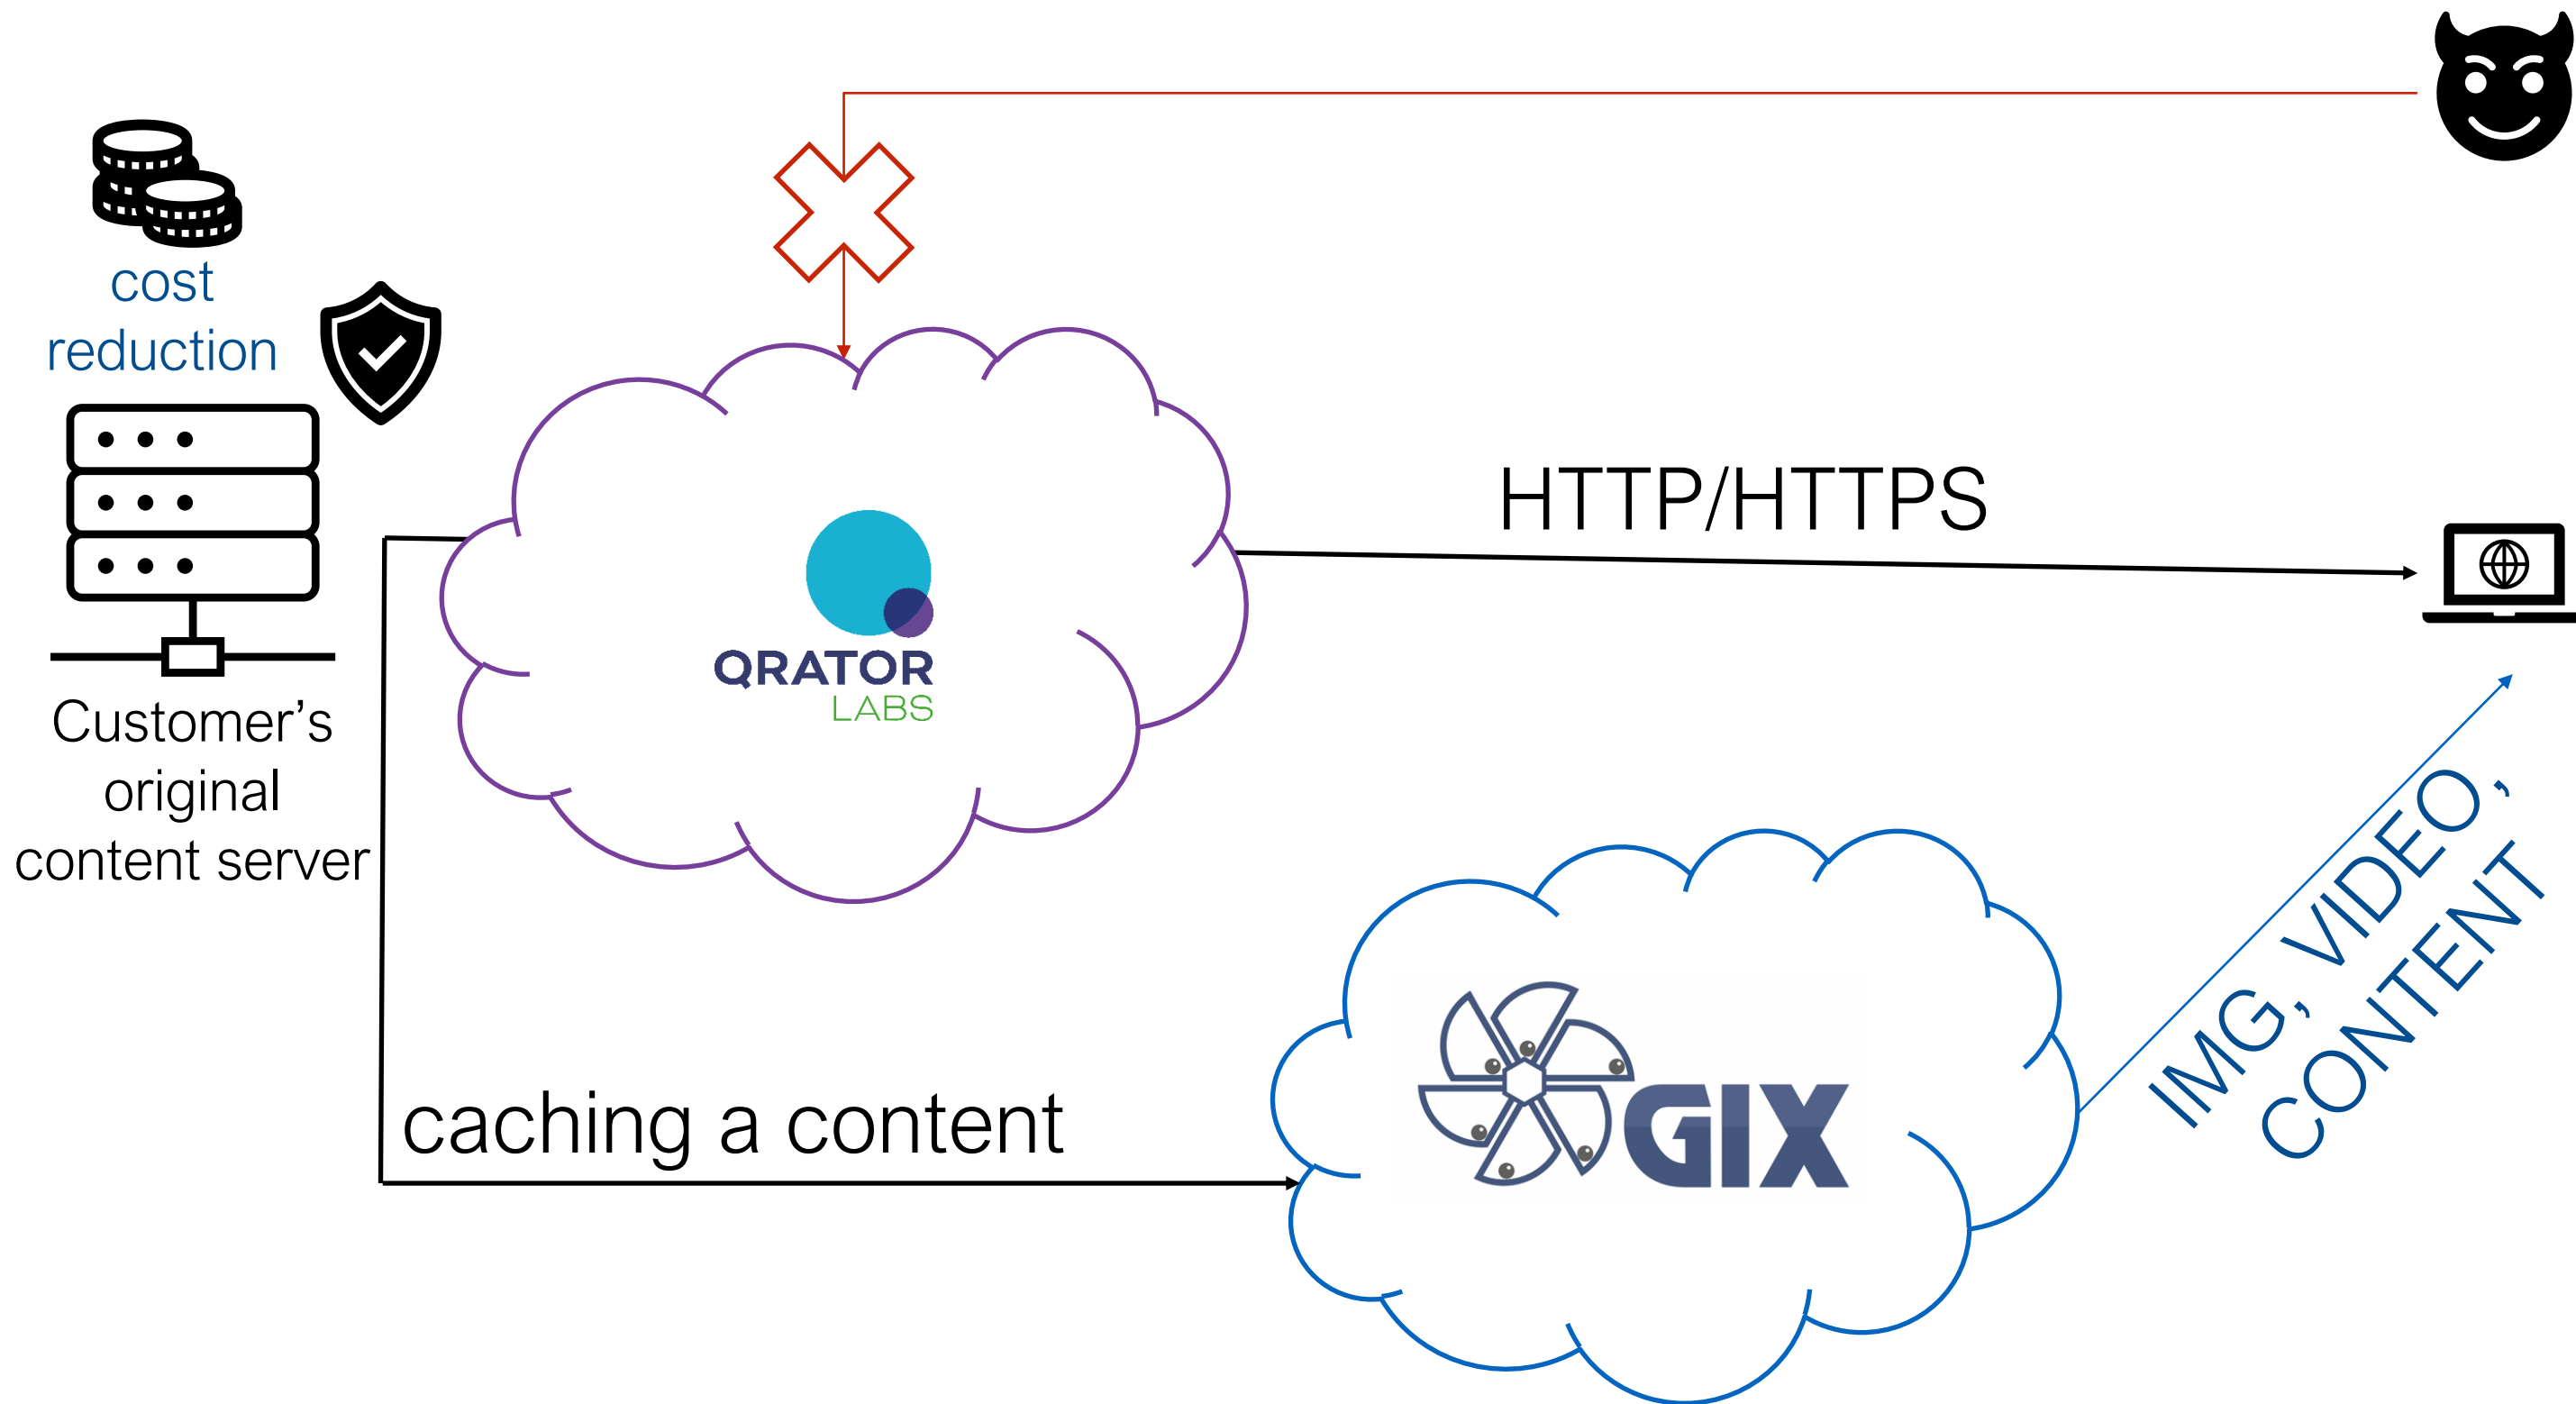 cost
reduction
Customer’s
original
content server
QRATOR
LABS
HTTP/HTTPS
caching a content
GIX
IMG, VIDEO,
CONTENT